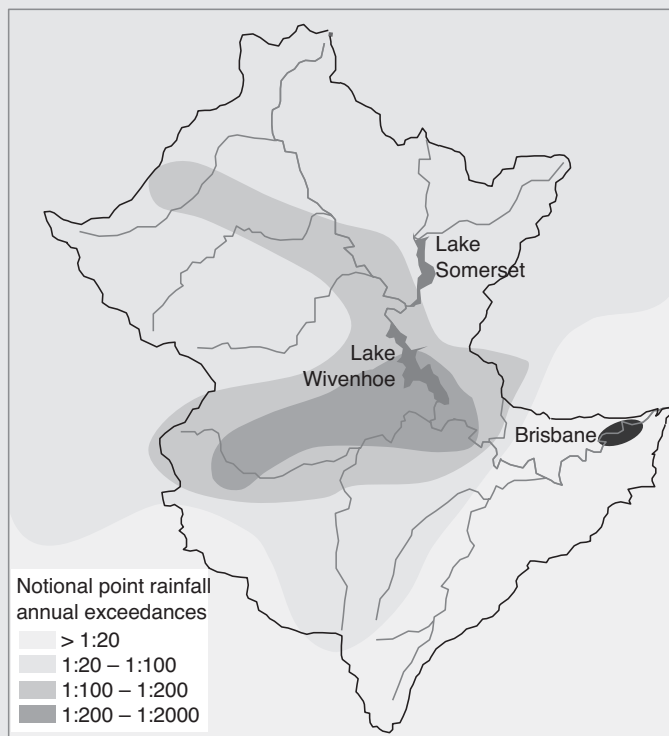 Lake
Somerset
Lake
Wivenhoe
Brisbane
Notional point rainfall
annual exceedances
> 1:20
1:20 – 1:100
1:100 – 1:200
1:200 – 1:2000